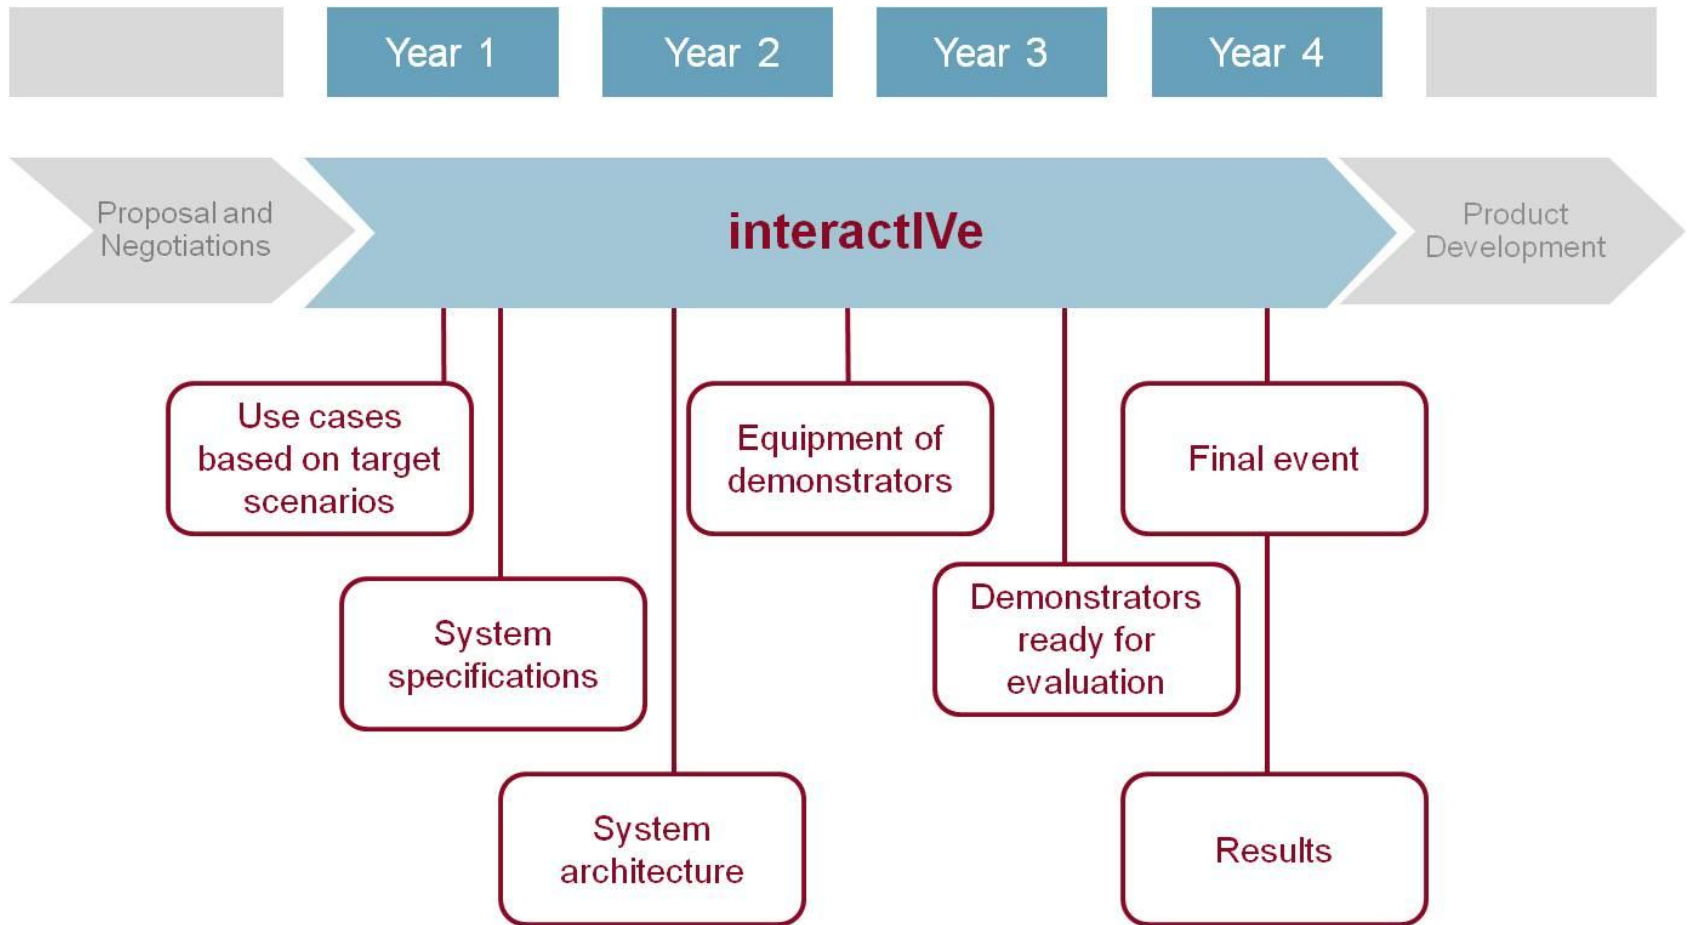 Year 1
Year 2
Year 3
Year 4
Proposal and
Negotiations
interactIVe
Product
Development
Use cases
based on target
scenarios
Equipment of
demonstrators
Final event
System
specifications
Demonstrators
ready for
evaluation
System
architecture
Results